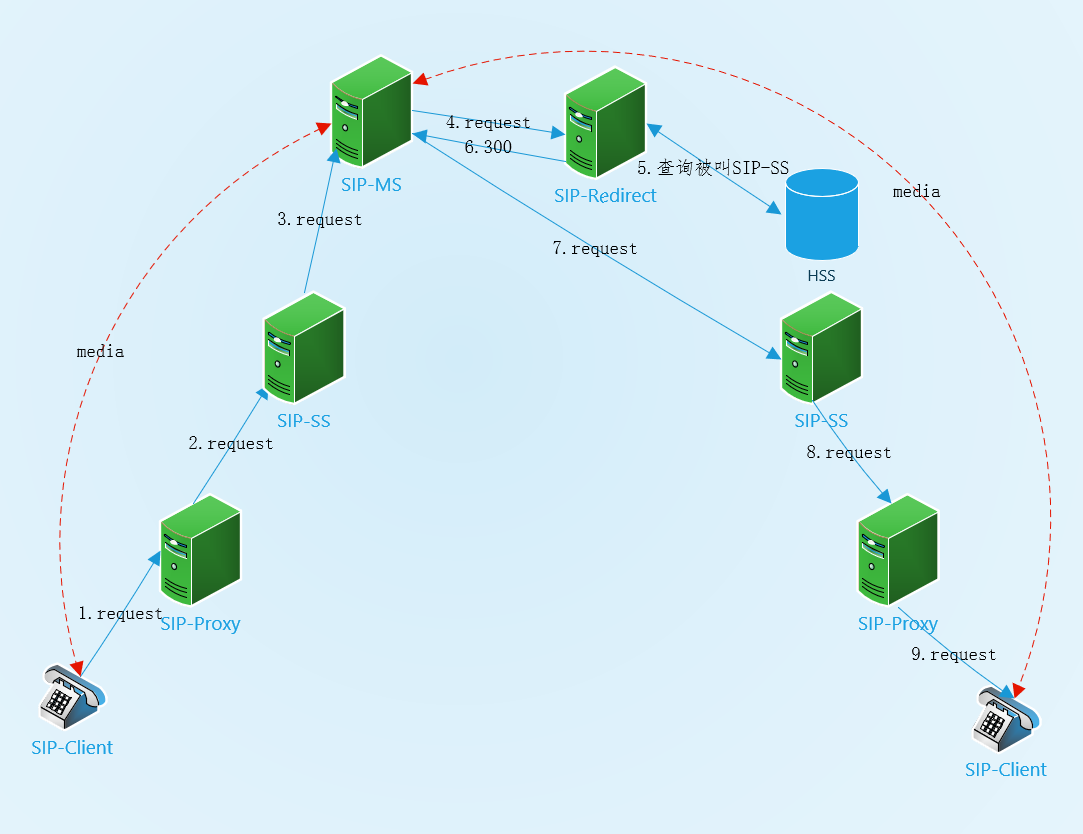 4.request
6.300
5.查询被叫SIP-SS
SIP-MS
SIP-Redirect
media
3.request
7.request
HSS
media
SIP-SS
SIP-SS
2.request
8.request
1.request
SIP-Proxy
SIP-Proxy
9.request
SIP-Client
SIP-Client